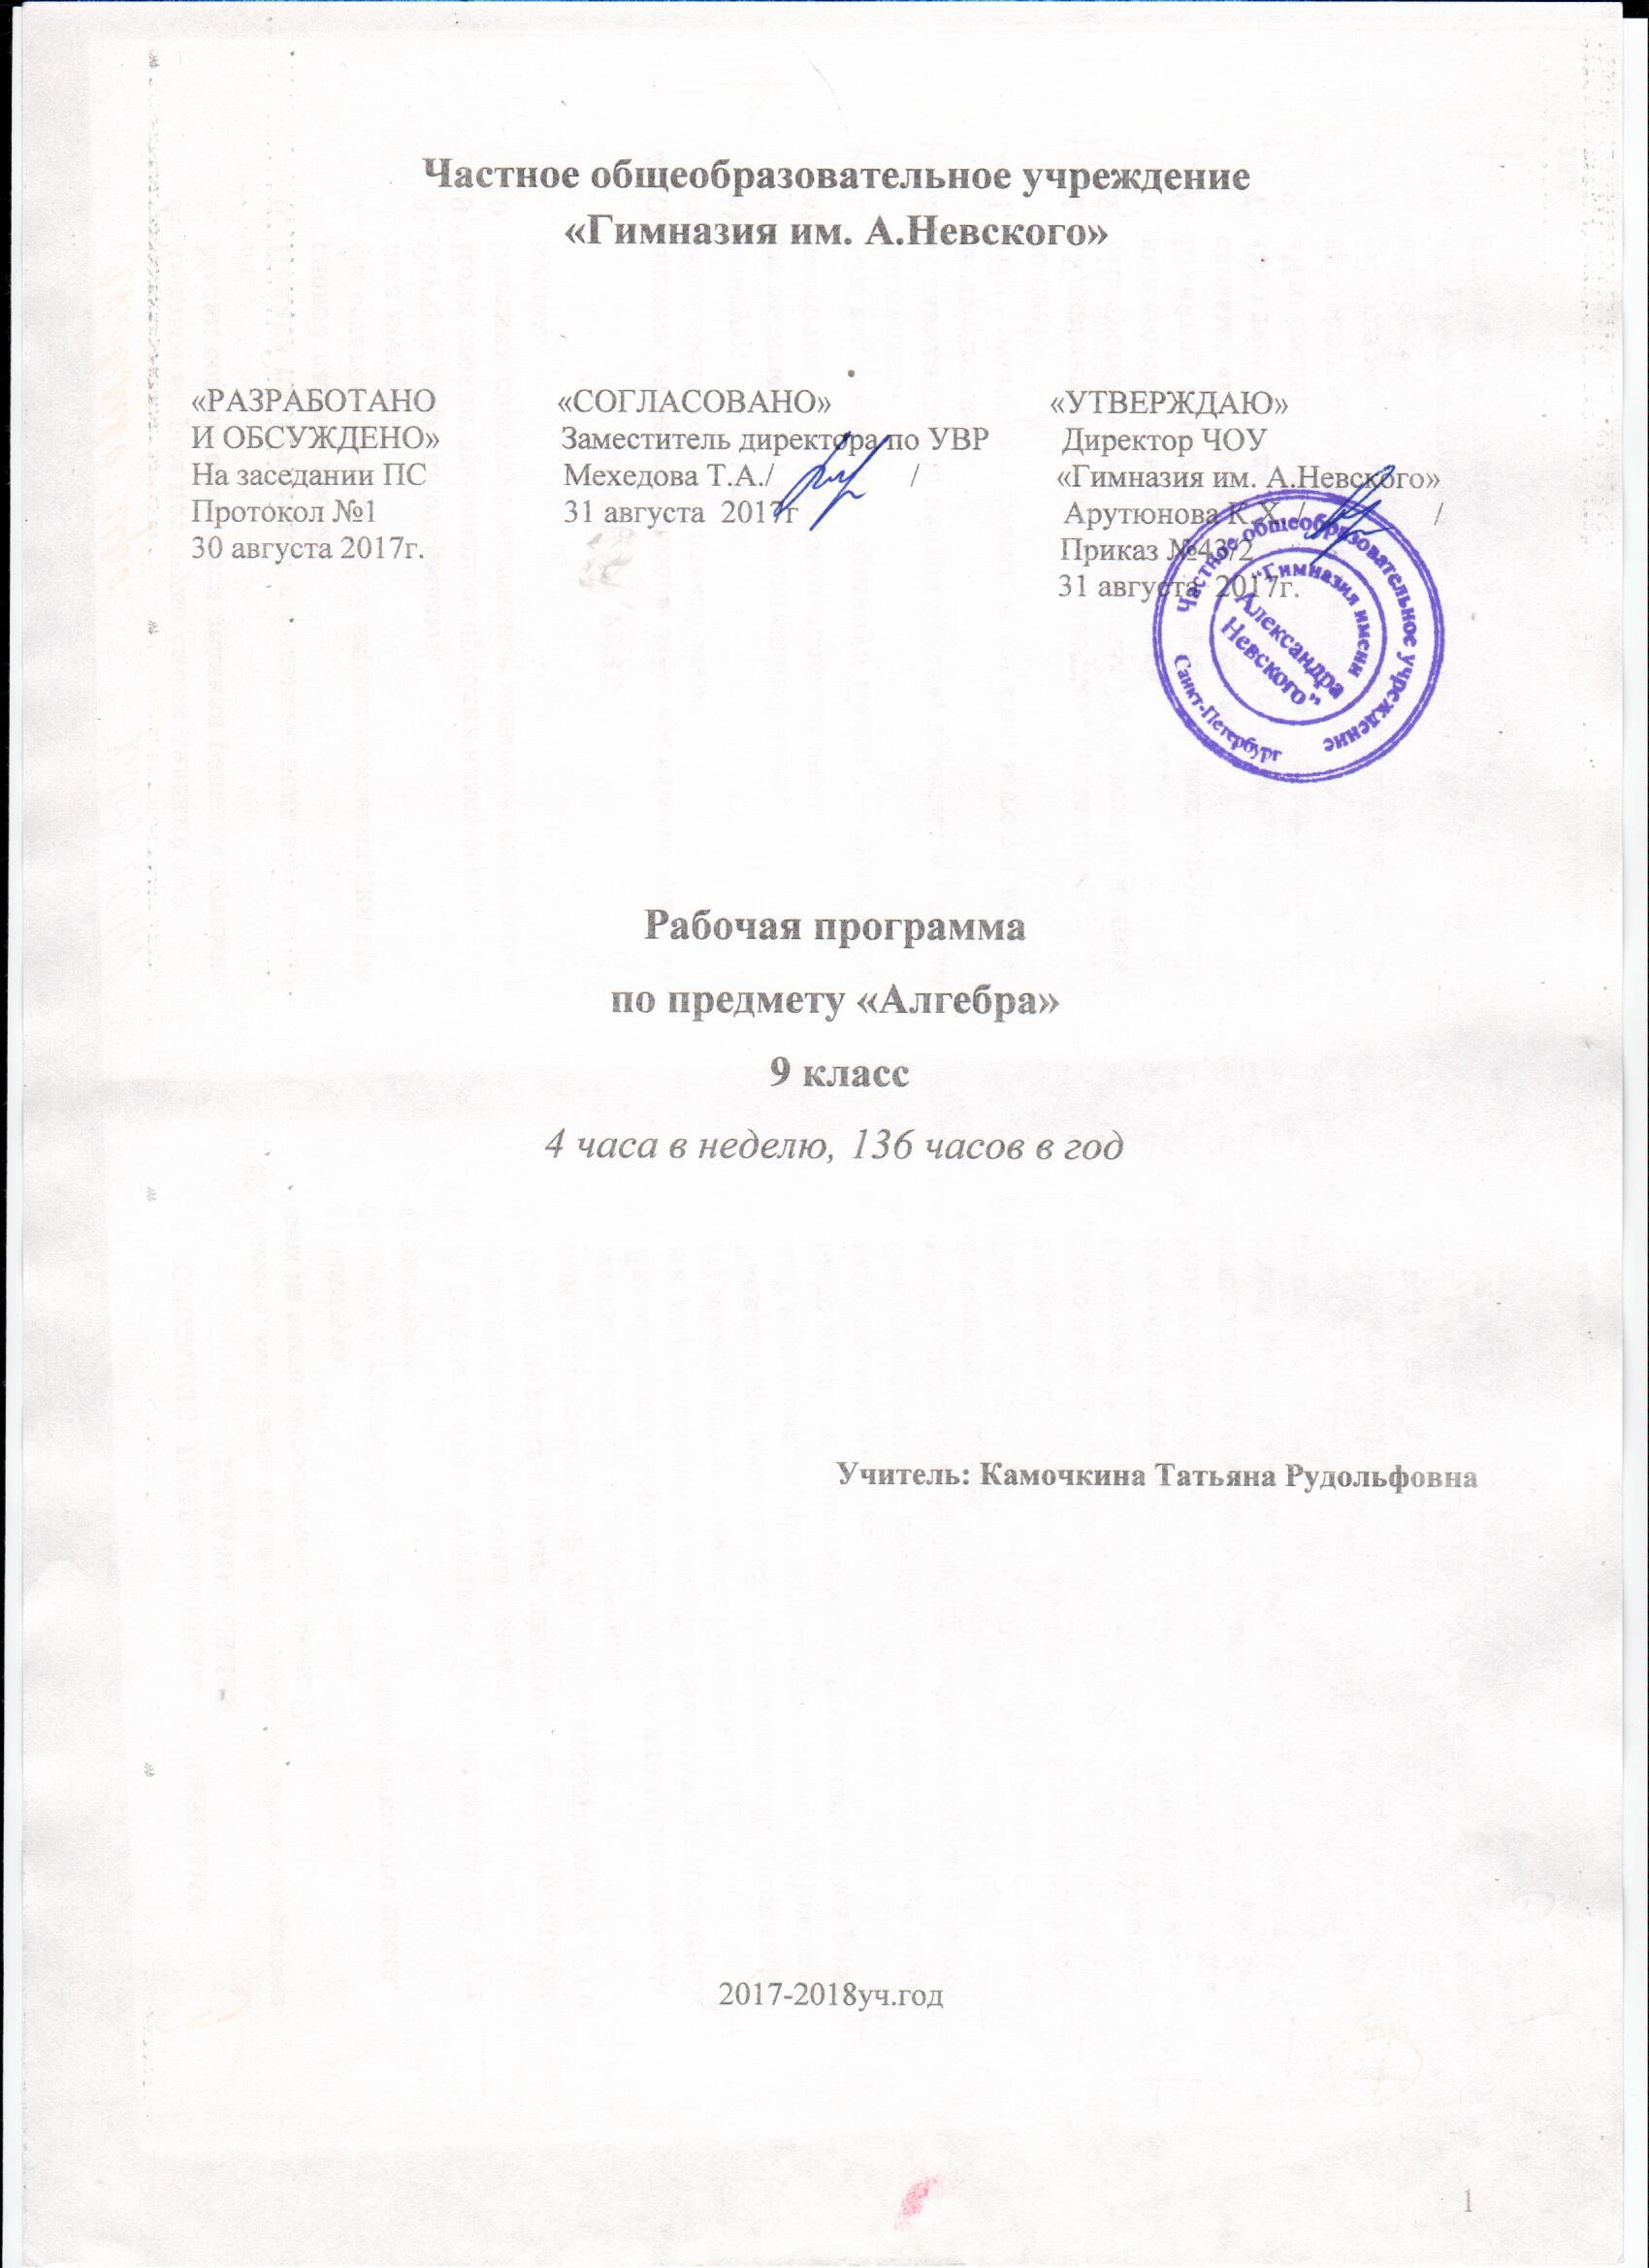 Частное общеобразовательное учреждение
«Гимназия им. А.Невского»
«РАЗРАБОТАНО
И ОБСУЖДЕНО»
На заседании ПС
Протокол №1
30 августа 2017г.
«СОГЛАСОВАНО»
Заместитель директора по УВР
Мехедова Т.А./ /
31 августа 2017г
«УТВЕРЖДАЮ»
Директор ЧОУ
«Гимназия им. А.Невского»
Арутюнова К.Х. / /
Приказ №43/2
31 августа 2017г.
Частное общеобразовательное учреждение
Санкт-Петербург
“Гимназия имени
Александра
Невского”
Рабочая программа
по предмету «Алгебра»
9 класс
4 часа в неделю, 136 часов в год
Учитель: Камочкина Татьяна Рудольфовна
2017-2018уч.год
1